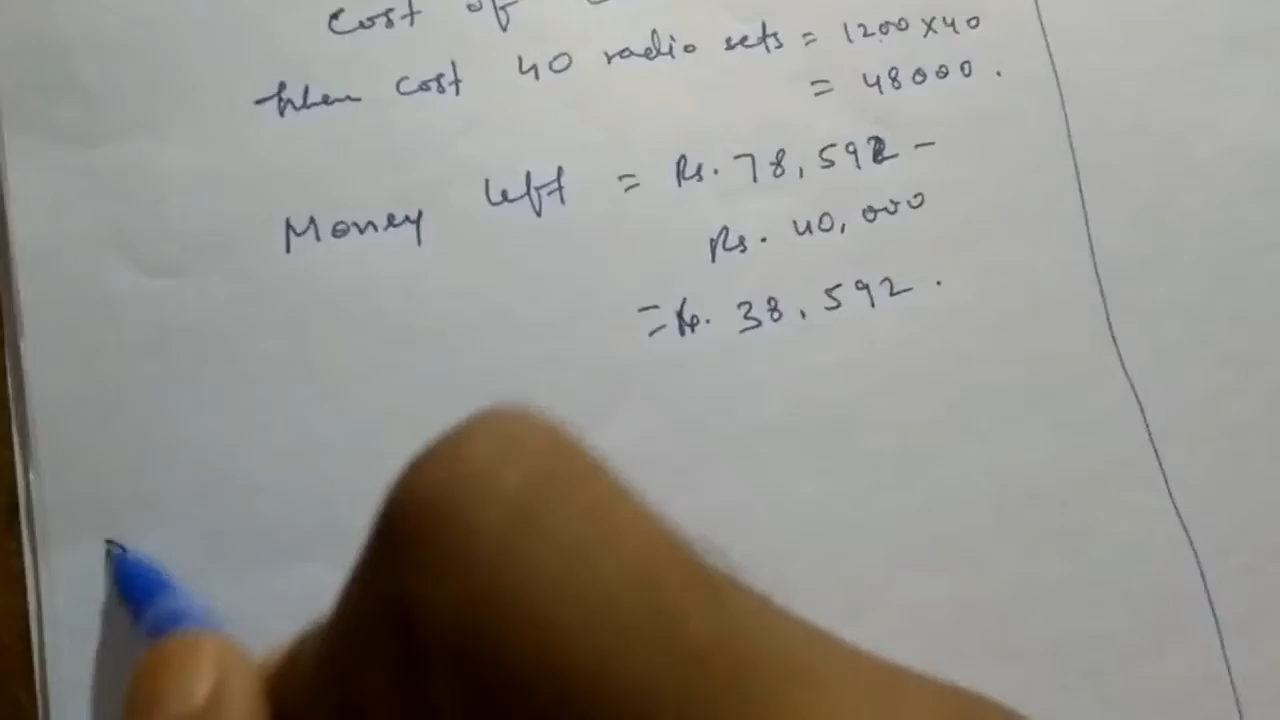 cost of
then cost 40 radio sets = 1200 x 40
= 48000.
Money left = Rs. 78,592 -
Rs. 40,000
= Rs. 38,592.